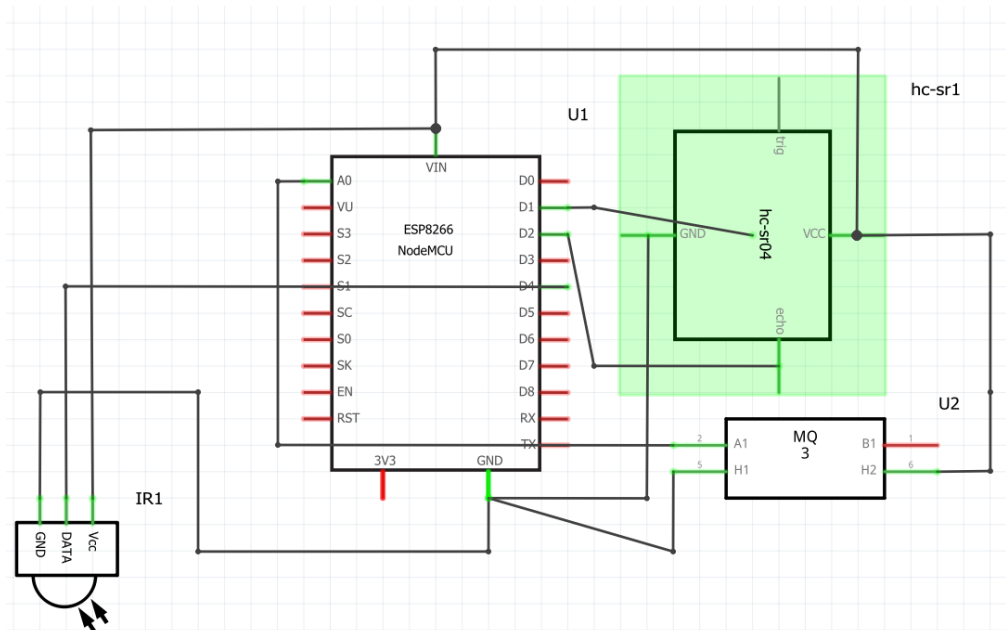 hc-sr1
U1
VIN
A0
VU
S3
S2
S1
SC
S0
SK
EN
RST
ESP8266
NodeMCU
D0
D1
D2
D3
D4
D5
D6
D7
D8
RX
TX
3V3
GND
trig
GND
hc-sr04
VCC
echo
U2
MQ
3
2
A1
B1
1
5
H1
H2
6
IR1
GND
DATA
Vcc